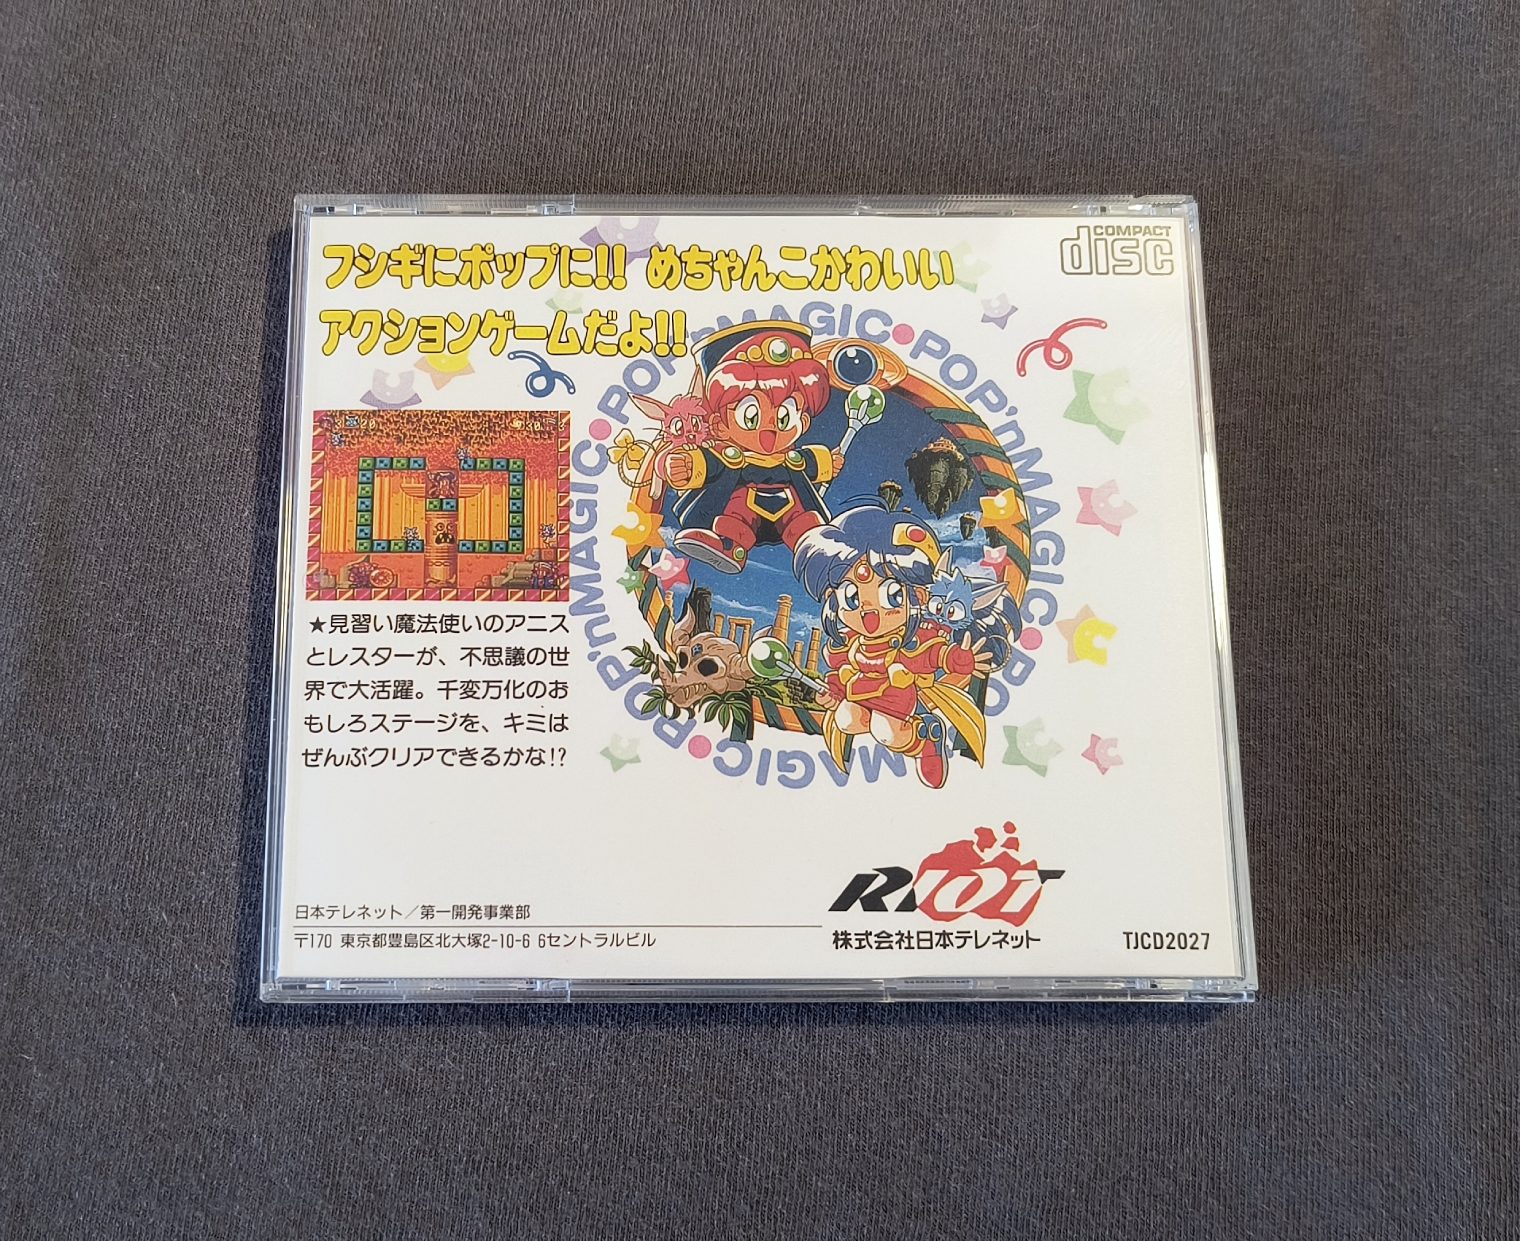 フシギにポップに!! めちゃんこかわいい
アクションゲームだよ!!
COMPACT
disc
POP'nMAGIC•POP'nMAGIC•POP'nMAGIC•POP'nMAGIC•
★見習い魔法使いのアニス
とレスターが、不思議の世
界で大活躍。千変万化のお
もしろステージを、キミは
ぜんぶクリアできるかな!?
RIOT
日本テレネット／第一開発事業部
〒170 東京都豊島区北大塚2-10-6 6セントラルビル
株式会社日本テレネット
TJCD2027